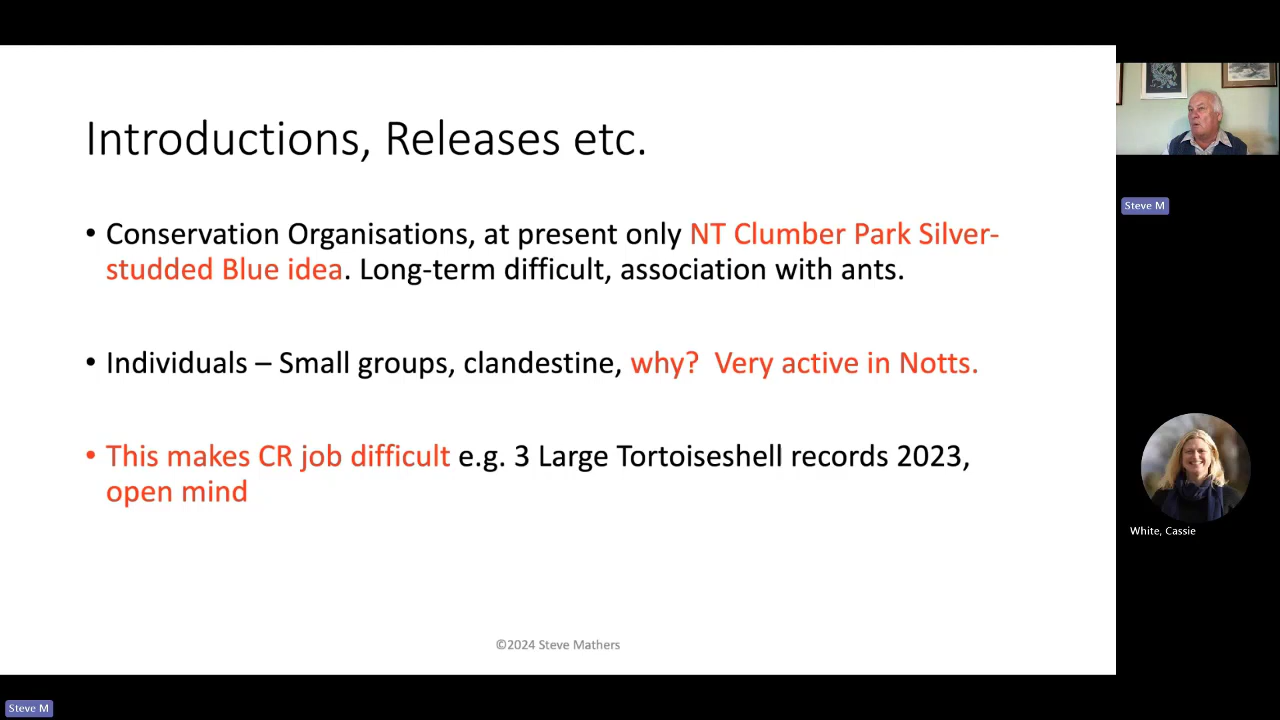 Introductions, Releases etc.
• Conservation Organisations, at present only NT Clumber Park Silver-
studded Blue idea. Long-term difficult, association with ants.
• Individuals – Small groups, clandestine, why?  Very active in Notts.
• This makes CR job difficult e.g. 3 Large Tortoiseshell records 2023,
open mind
©2024 Steve Mathers
Steve M
White, Cassie
Steve M